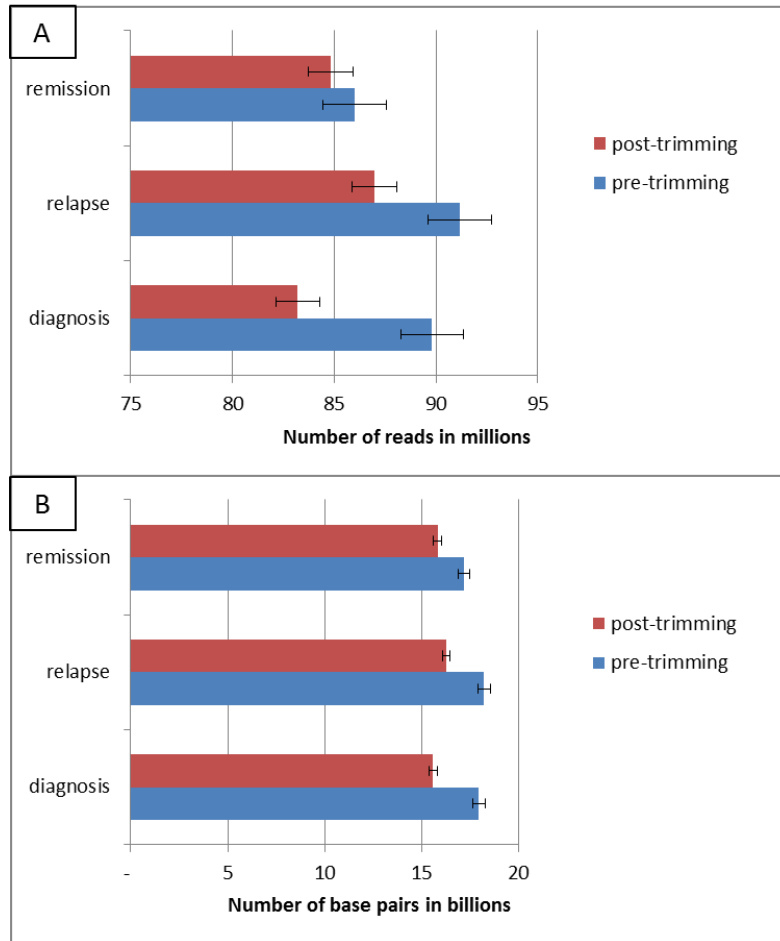 A
remission
relapse
diagnosis
75 80 85 90 95
Number of reads in millions
post-trimming
pre-trimming
B
remission
relapse
diagnosis
- 5 10 15 20
Number of base pairs in billions
post-trimming
pre-trimming